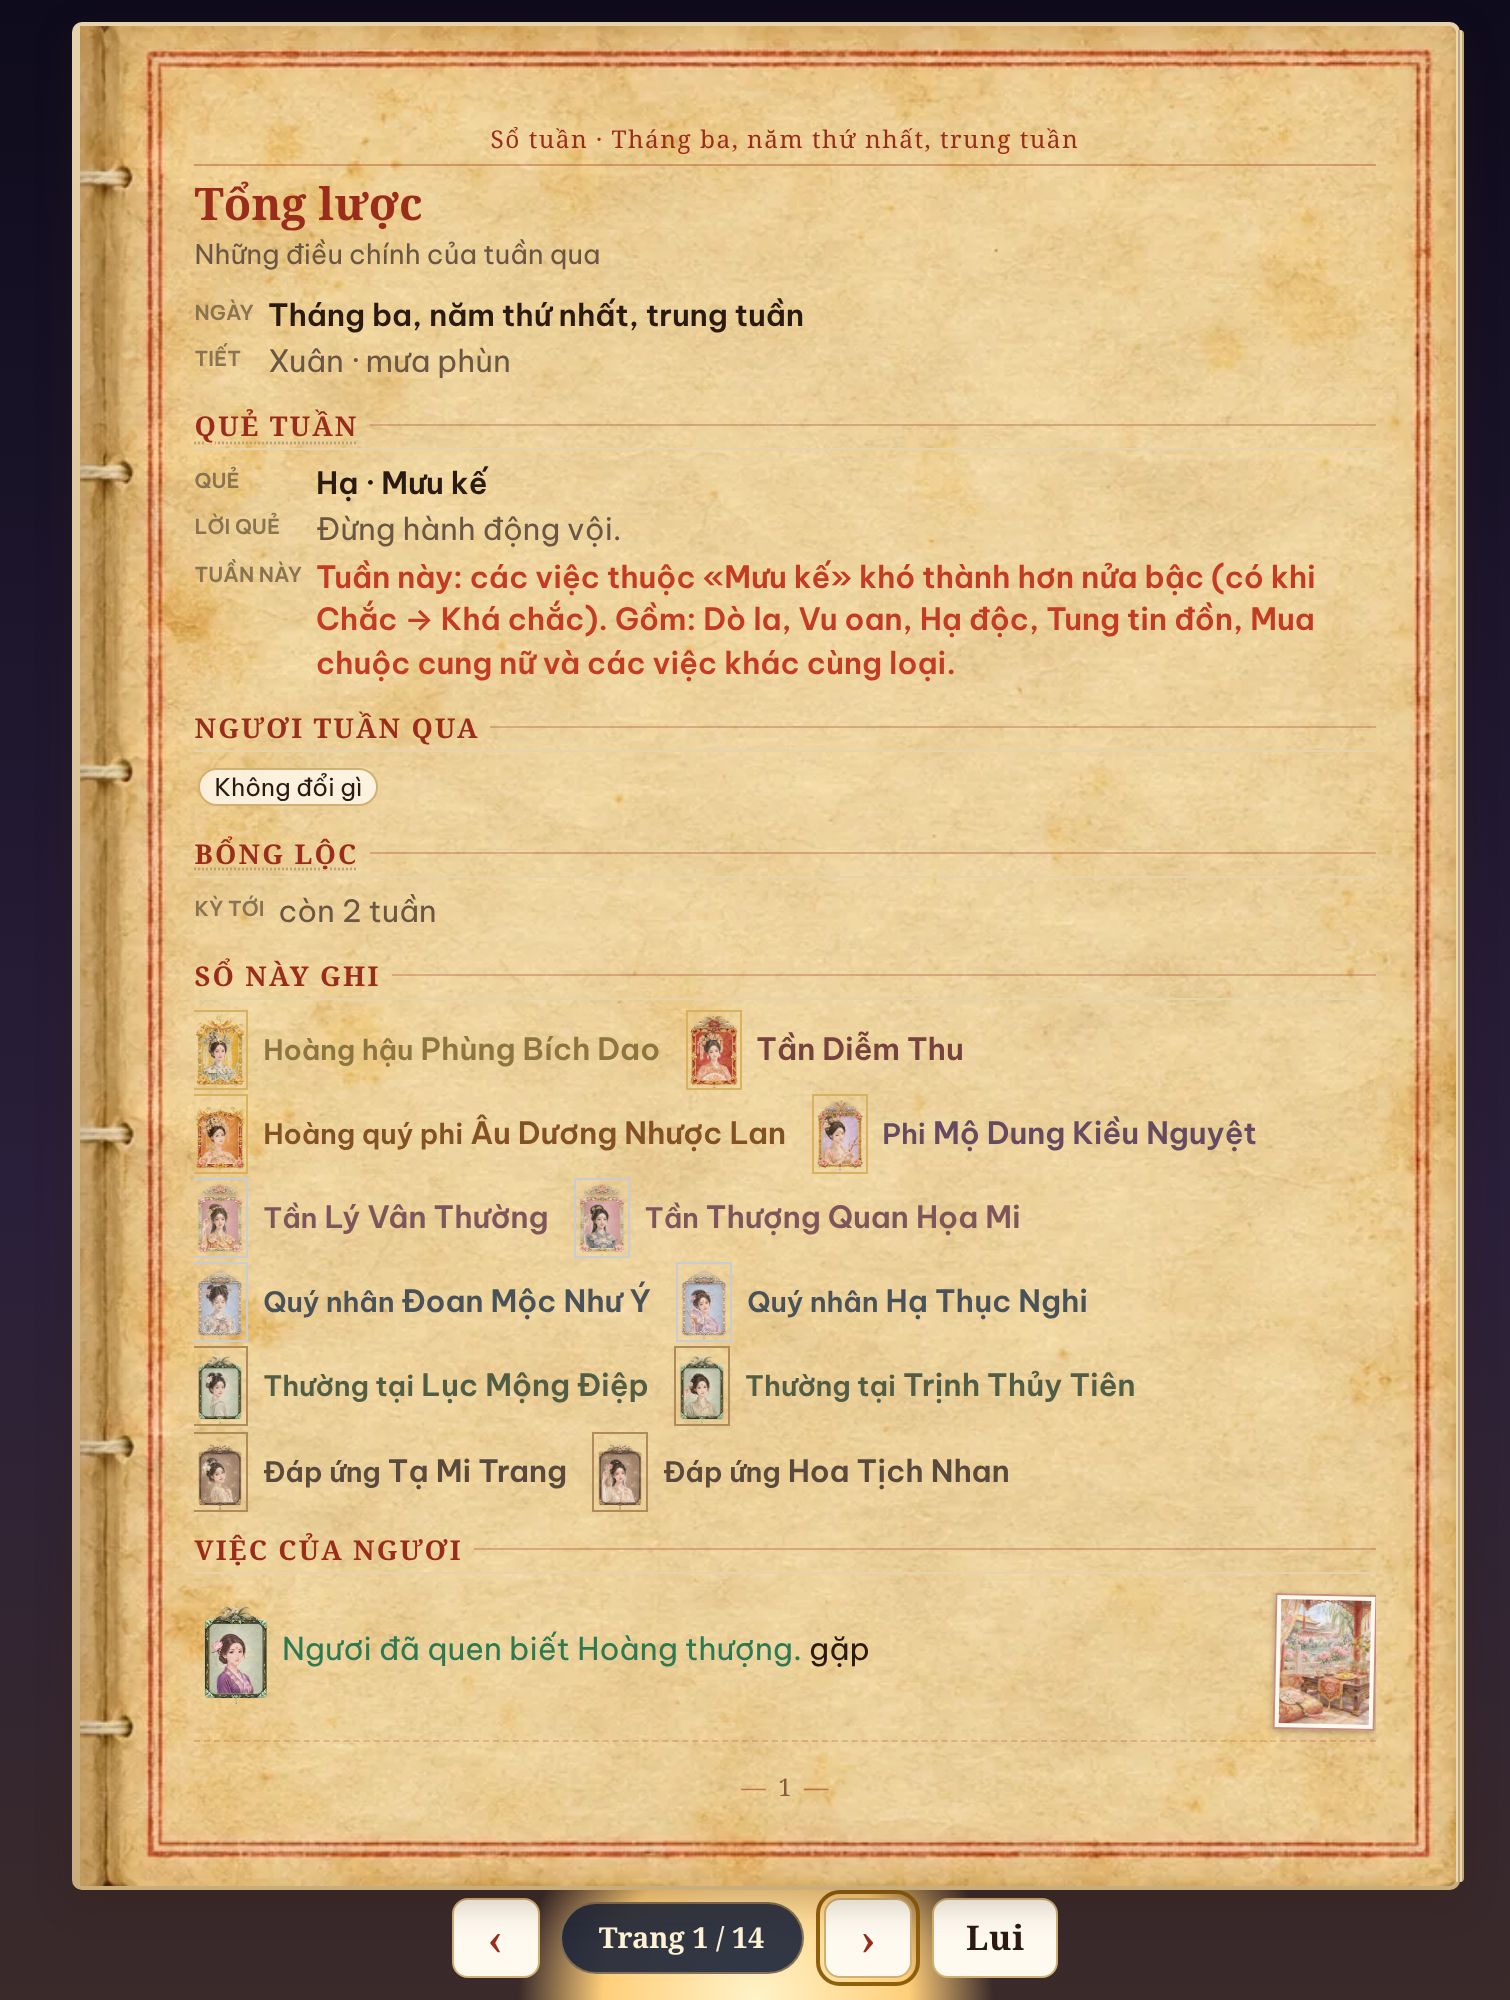 Sổ tuần · Tháng ba, năm thứ nhất, trung tuần
Tổng lược
Những điều chính của tuần qua
NGÀY Tháng ba, năm thứ nhất, trung tuần
TIẾT Xuân · mưa phùn
QUẺ TUẦN
QUẺ Hạ · Mưu kế
LỜI QUẺ Đừng hành động vội.
TUẦN NÀY Tuần này: các việc thuộc «Mưu kế» khó thành hơn nửa bậc (có khi
Chắc → Khá chắc). Gồm: Dò la, Vu oan, Hạ độc, Tung tin đồn, Mua
chuộc cung nữ và các việc khác cùng loại.
NGƯƠI TUẦN QUA
Không đổi gì
BỔNG LỘC
KỲ TỚI còn 2 tuần
SỔ NÀY GHI
Hoàng hậu Phùng Bích Dao Tần Diễm Thu
Hoàng quý phi Âu Dương Nhược Lan Phi Mộ Dung Kiều Nguyệt
Tần Lý Vân Thường Tần Thượng Quan Họa Mi
Quý nhân Đoan Mộc Như Ý Quý nhân Hạ Thục Nghi
Thường tại Lục Mộng Điệp Thường tại Trịnh Thủy Tiên
Đáp ứng Tạ Mi Trang Đáp ứng Hoa Tịch Nhan
VIỆC CỦA NGƯƠI
Ngươi đã quen biết Hoàng thượng. gặp
— 1 —
‹ Trang 1 / 14 › Lui